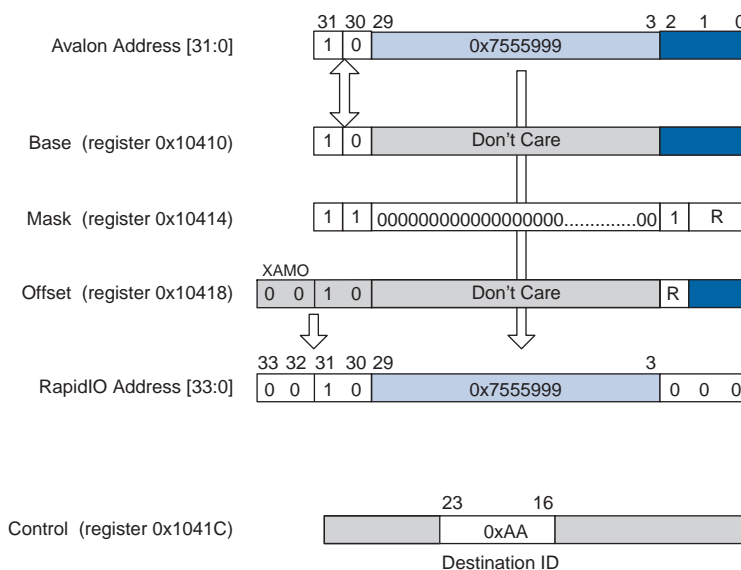 31 30 29 3 2 1 0
Avalon Address [31:0] 1 0 0x7555999
Base (register 0x10410) 1 0 Don't Care
Mask (register 0x10414) 1 1 000000000000000000..............00 1 R
XAMO
Offset (register 0x10418) 0 0 1 0 Don't Care R
33 32 31 30 29 3
RapidIO Address [33:0] 0 0 1 0 0x7555999 0 0 0
23 16
Control (register 0x1041C) 0xAA
Destination ID